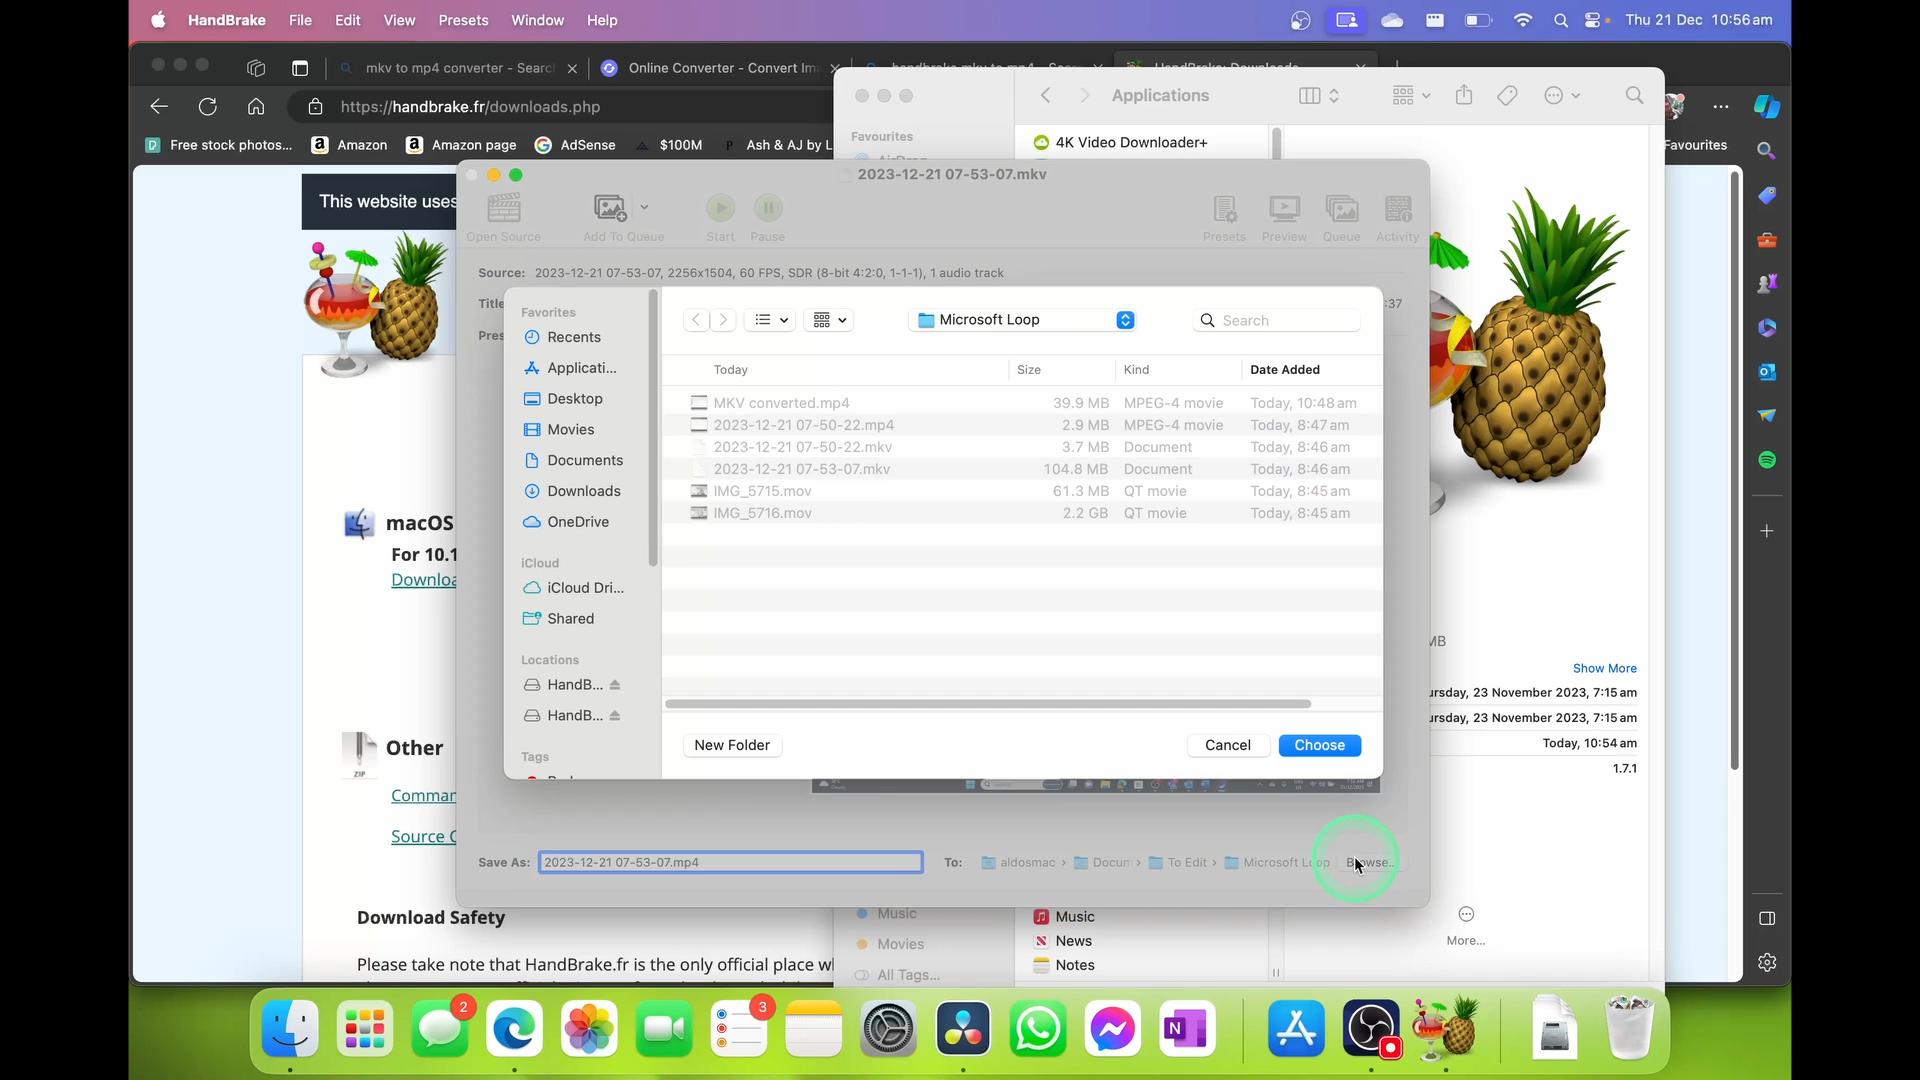 HandBrake File Edit View Presets Window Help
Thu 21 Dec 10:56 am
mkv to mp4 converter - Searc
Online Converter - Convert Im
https://handbrake.fr/downloads.php
Free stock photos...
Amazon
Amazon page
AdSense
$100M
Ash & AJ by L
Favourites
Applications
Favourites
4K Video Downloader+
This website uses
2023-12-21 07-53-07.mkv
Open Source
Add To Queue
Start
Pause
Presets
Preview
Queue
Activity
Source: 2023-12-21 07-53-07, 2256x1504, 60 FPS, SDR (8-bit 4:2:0, 1-1-1), 1 audio track
Title
:37
Pres
Favorites
Recents
Applicati...
Desktop
Movies
Documents
Downloads
OneDrive
iCloud
iCloud Dri...
Shared
Locations
HandB...
HandB...
Tags
Microsoft Loop
Search
Today Size Kind Date Added
MKV converted.mp4 39.9 MB MPEG-4 movie Today, 10:48 am
2023-12-21 07-50-22.mp4 2.9 MB MPEG-4 movie Today, 8:47 am
2023-12-21 07-50-22.mkv 3.7 MB Document Today, 8:46 am
2023-12-21 07-53-07.mkv 104.8 MB Document Today, 8:46 am
IMG_5715.mov 61.3 MB QT movie Today, 8:45 am
IMG_5716.mov 2.2 GB QT movie Today, 8:45 am
New Folder
Cancel
Choose
Save As: 2023-12-21 07-53-07.mp4
To: aldosmac › Docum › To Edit › Microsoft Loop
Browse...
macOS
For 10.1
Downloa
ZIP
Other
Comman
Source C
Download Safety
Please take note that HandBrake.fr is the only official place wh
MB
Show More
ursday, 23 November 2023, 7:15 am
ursday, 23 November 2023, 7:15 am
Today, 10:54 am
1.7.1
Music
Movies
All Tags...
Music
News
Notes
More...
2
3
N